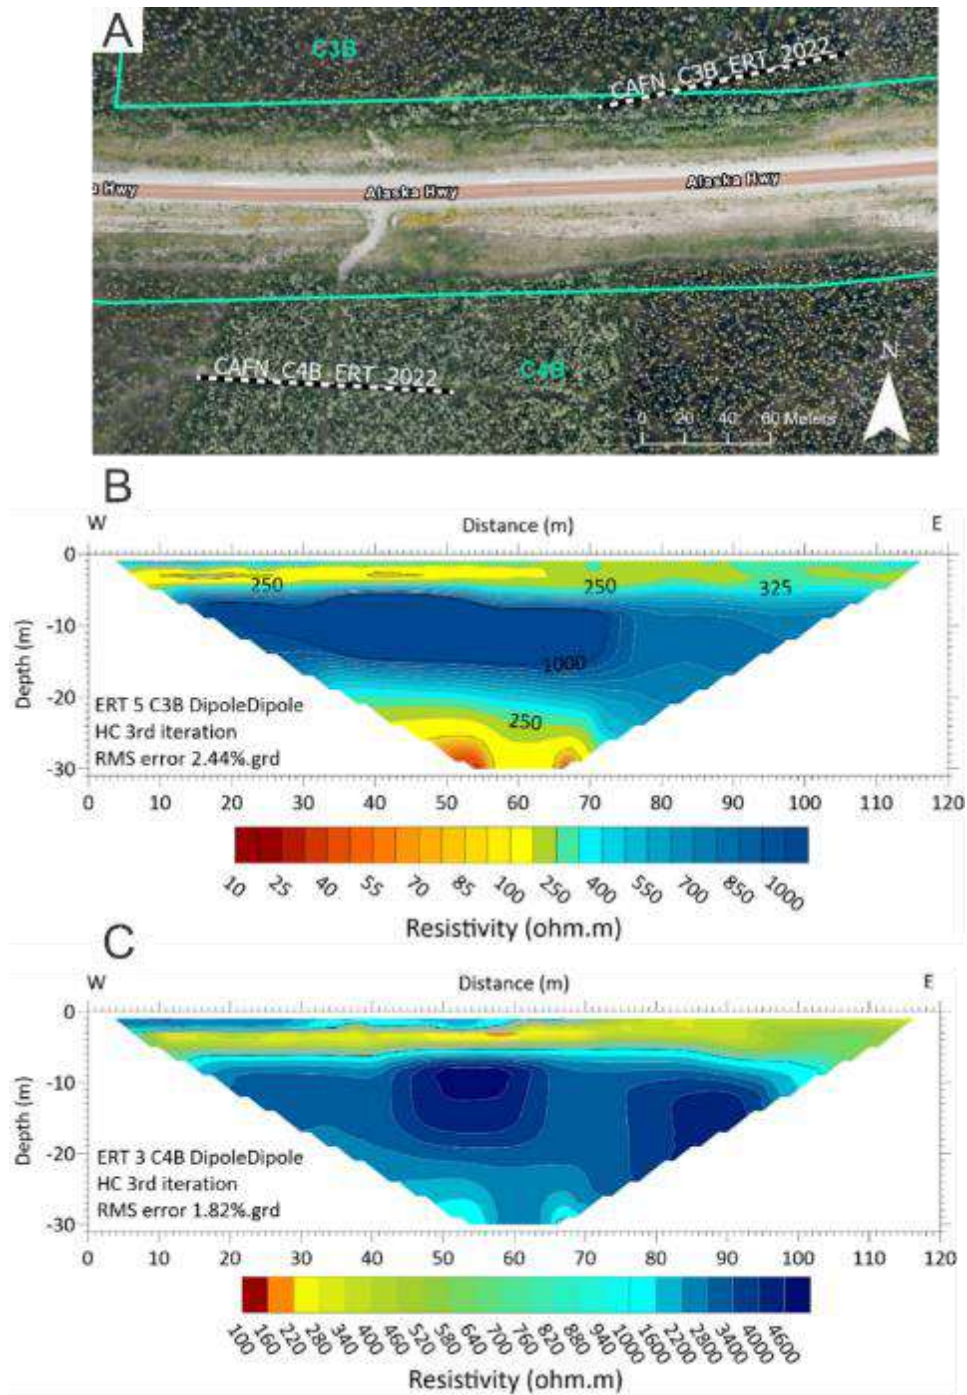 A
C3B
CAFN_C3B_ERT_2022
a Hwy
Alaska Hwy
Alaska Hwy
CAFN_C4B_ERT_2022
C4B
N
0 20 40 60 Meters
B
W Distance (m) E
0
-10
-20
-30
Depth (m)
250 250 325
1000
250
ERT 5 C3B DipoleDipole
HC 3rd iteration
RMS error 2.44%.grd
0 10 20 30 40 50 60 70 80 90 100 110 120
10 25 40 55 70 85 100 250 400 550 700 850 1000
Resistivity (ohm.m)
C
W Distance (m) E
0
-10
-20
-30
Depth (m)
ERT 3 C4B DipoleDipole
HC 3rd iteration
RMS error 1.82%.grd
0 10 20 30 40 50 60 70 80 90 100 110 120
100 160 220 280 340 400 460 520 580 640 700 760 820 880 940 1000 1600 2200 2800 3400 4000 4600
Resistivity (ohm.m)